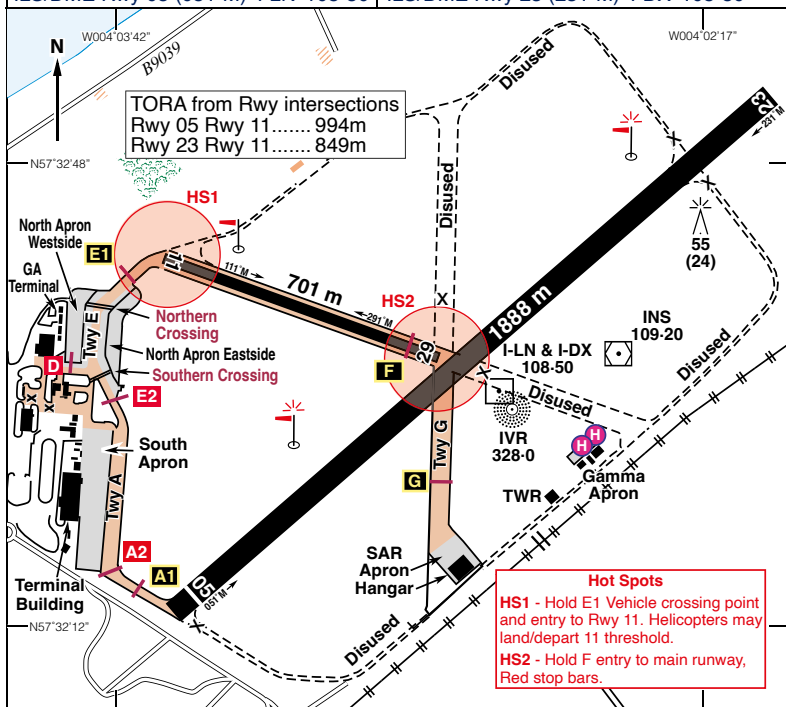 W004°03'42"
W004°02'17"
N
B9039
Disused
23
231°M
TORA from Rwy intersections
Rwy 05 Rwy 11....... 994m
Rwy 23 Rwy 11....... 849m
N57°32'48"
HS1
Disused
North Apron
Westside
E1
11
111°M
701 m
291°M
55
(24)
GA
Terminal
Northern
Crossing
HS2
1888 m
INS
109·20
Twy E
North Apron Eastside
29
I-LN & I-DX
108·50
D
Southern Crossing
F
X
X
Disused
E2
Disused
South
Apron
IVR
328·0
H
H
Twy G
G
Gamma
Apron
Twy A
TWR
A2
A1
SAR
Apron
Hangar
05
051°M
Terminal
Building
N57°32'12"
Disused
Hot Spots
HS1 - Hold E1 Vehicle crossing point
and entry to Rwy 11. Helicopters may
land/depart 11 threshold.
HS2 - Hold F entry to main runway,
Red stop bars.